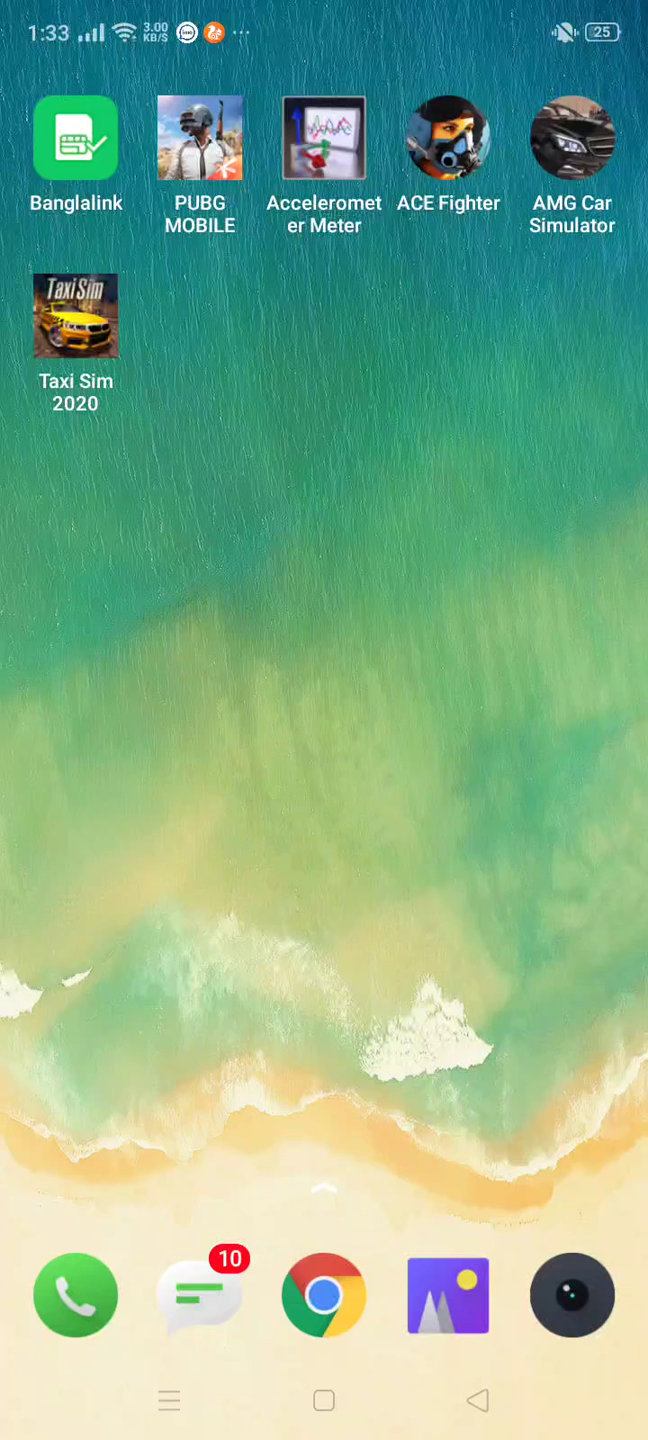 1:33 3.00 KB/S imo 25
Banglalink
PUBG
MOBILE
Acceleromet
er Meter
ACE Fighter
AMG Car
Simulator
Taxi Sim
Taxi Sim
2020
10